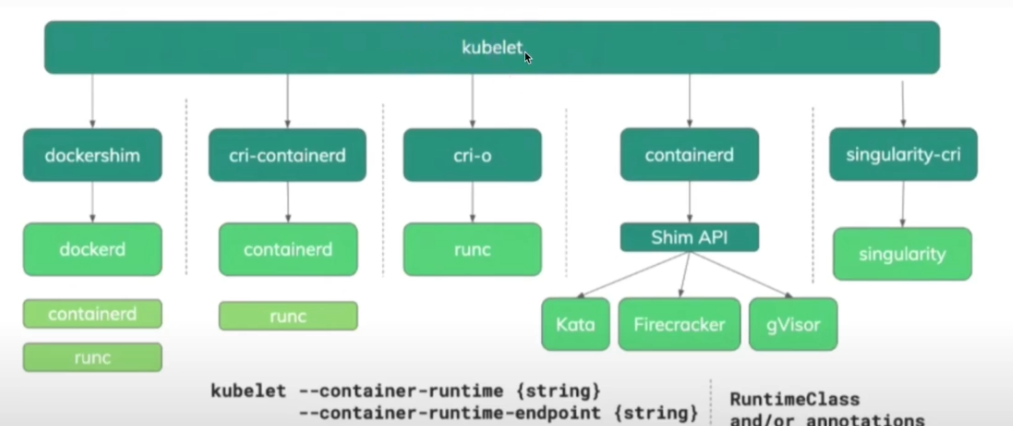 kubelet
dockershim
cri-containerd
cri-o
containerd
singularity-cri
dockerd
containerd
runc
Shim API
singularity
containerd
runc
Kata
Firecracker
gVisor
runc
kubelet --container-runtime {string}
--container-runtime-endpoint {string}
RuntimeClass
and/or annotations